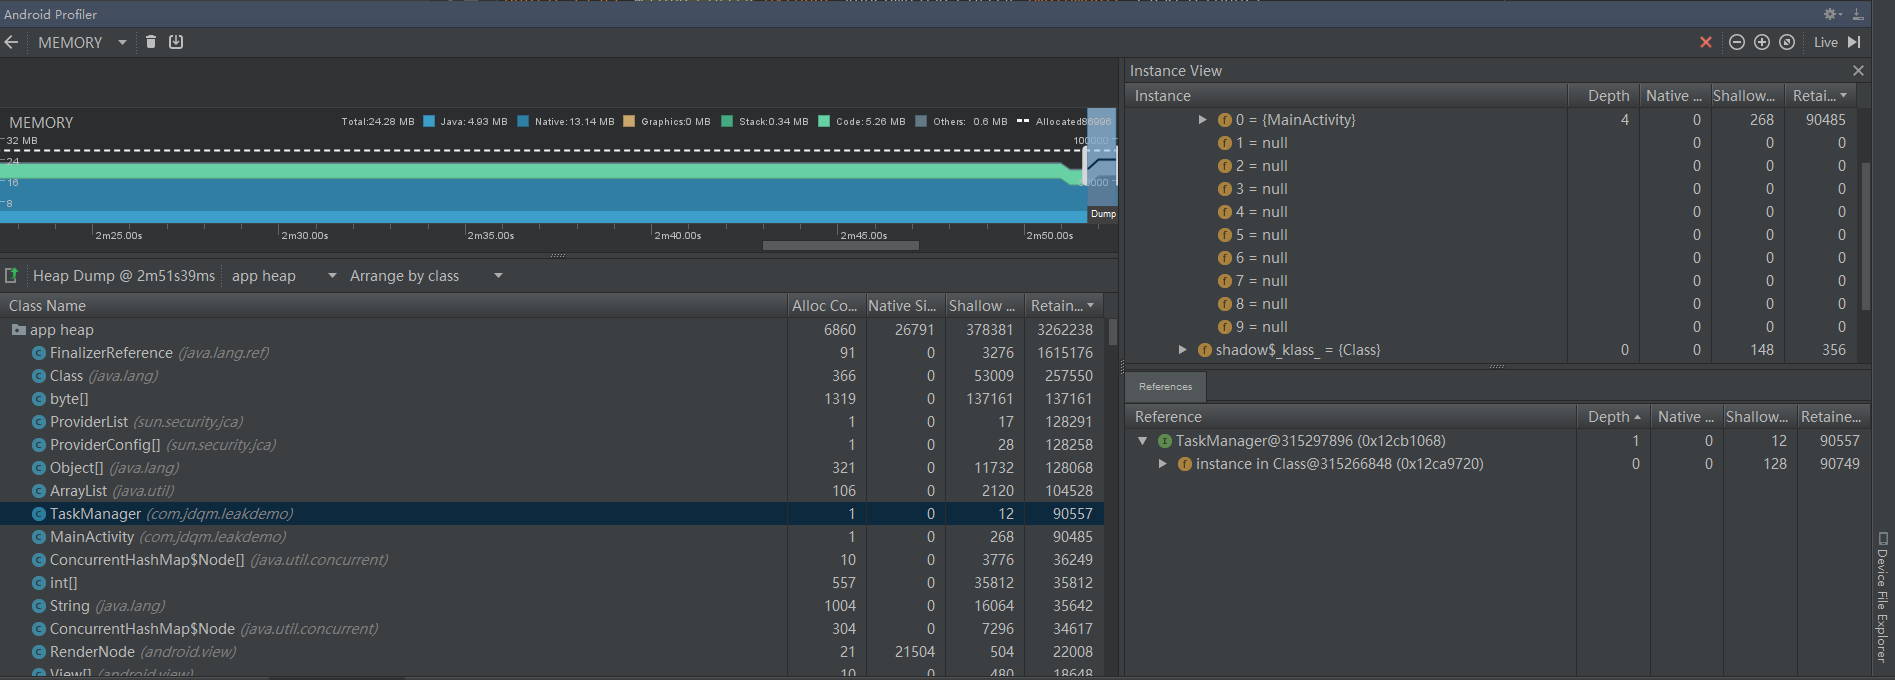 Android Profiler
MEMORY
Live
MEMORY
Total:24.28 MB Java: 4.93 MB Native: 13.14 MB Graphics:0 MB Stack:0.34 MB Code: 5.26 MB Others: 0.6 MB Allocated
32 MB
100000
24
16
8
Dump
2m25.00s 2m30.00s 2m35.00s 2m40.00s 2m45.00s 2m50.00s
Heap Dump @ 2m51s39ms app heap Arrange by class
Class Name Alloc Co... Native Si... Shallow ... Retain...
app heap 6860 26791 378381 3262238
FinalizerReference (java.lang.ref) 91 0 3276 1615176
Class (java.lang) 366 0 53009 257550
byte[] 1319 0 137161 137161
ProviderList (sun.security.jca) 1 0 17 128291
ProviderConfig[] (sun.security.jca) 1 0 28 128258
Object[] (java.lang) 321 0 11732 128068
ArrayList (java.util) 106 0 2120 104528
TaskManager (com.jdqm.leakdemo) 1 0 12 90557
MainActivity (com.jdqm.leakdemo) 1 0 268 90485
ConcurrentHashMap$Node[] (java.util.concurrent) 10 0 3776 36249
int[] 557 0 35812 35812
String (java.lang) 1004 0 16064 35642
ConcurrentHashMap$Node (java.util.concurrent) 304 0 7296 34617
RenderNode (android.view) 21 21504 504 22008
View[] (android.view) 10 0 480 18648
Instance View
Instance Depth Native ... Shallow... Retai...
0 = {MainActivity} 4 0 268 90485
1 = null 0 0 0
2 = null 0 0 0
3 = null 0 0 0
4 = null 0 0 0
5 = null 0 0 0
6 = null 0 0 0
7 = null 0 0 0
8 = null 0 0 0
9 = null 0 0 0
shadow$_klass_ = {Class} 0 0 148 356
References
Reference Depth Native ... Shallow... Retaine...
TaskManager@315297896 (0x12cb1068) 1 0 12 90557
instance in Class@315266848 (0x12ca9720) 0 0 128 90749
Device File Explorer